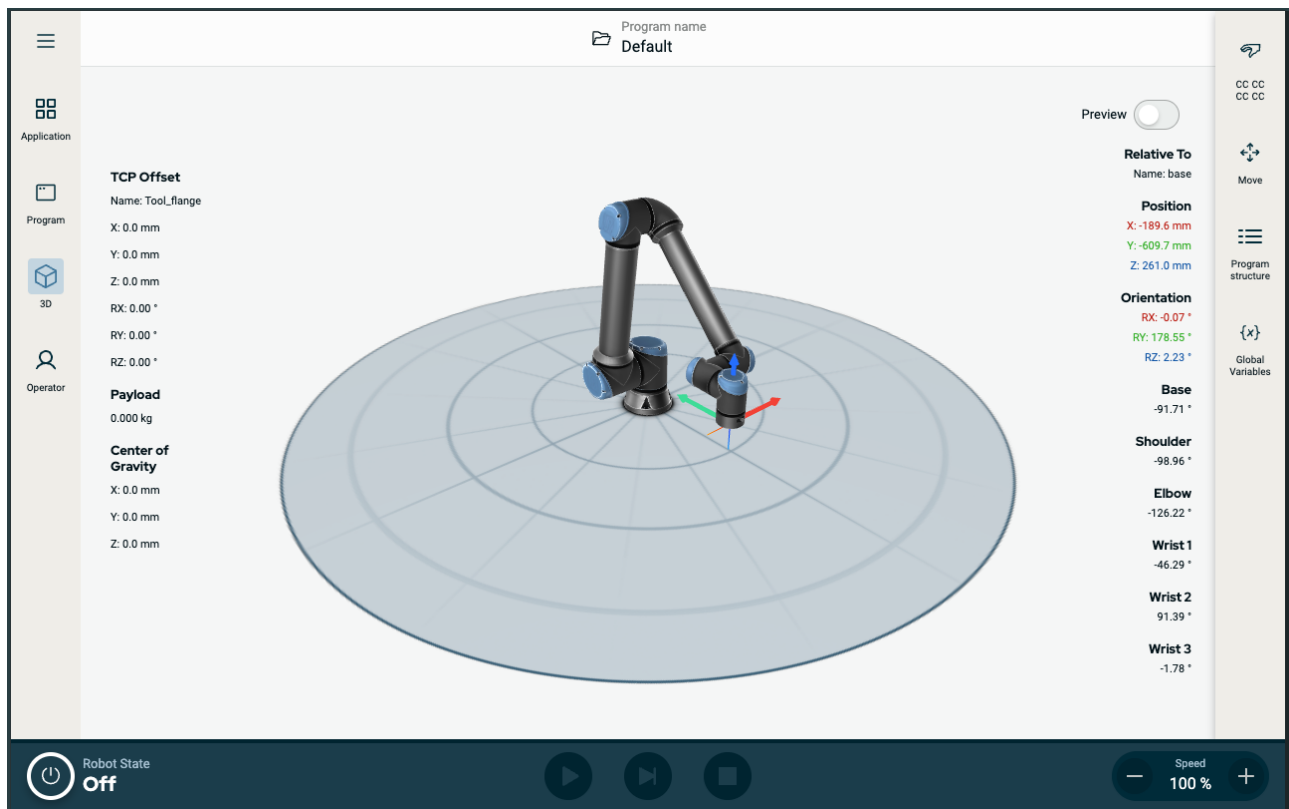 Program name
Default
Application
Program
3D
Operator
TCP Offset
Name: Tool_flange
X: 0.0 mm
Y: 0.0 mm
Z: 0.0 mm
RX: 0.00 °
RY: 0.00 °
RZ: 0.00 °
Payload
0.000 kg
Center of
Gravity
X: 0.0 mm
Y: 0.0 mm
Z: 0.0 mm
Preview
Relative To
Name: base
Position
X: -189.6 mm
Y: -609.7 mm
Z: 261.0 mm
Orientation
RX: -0.07 °
RY: 178.55 °
RZ: 2.23 °
Base
-91.71 °
Shoulder
-98.96 °
Elbow
-126.22 °
Wrist 1
-46.29 °
Wrist 2
91.39 °
Wrist 3
-1.78 °
CC CC
CC CC
Move
Program
structure
{x}
Global
Variables
Robot State
Off
Speed
100 %